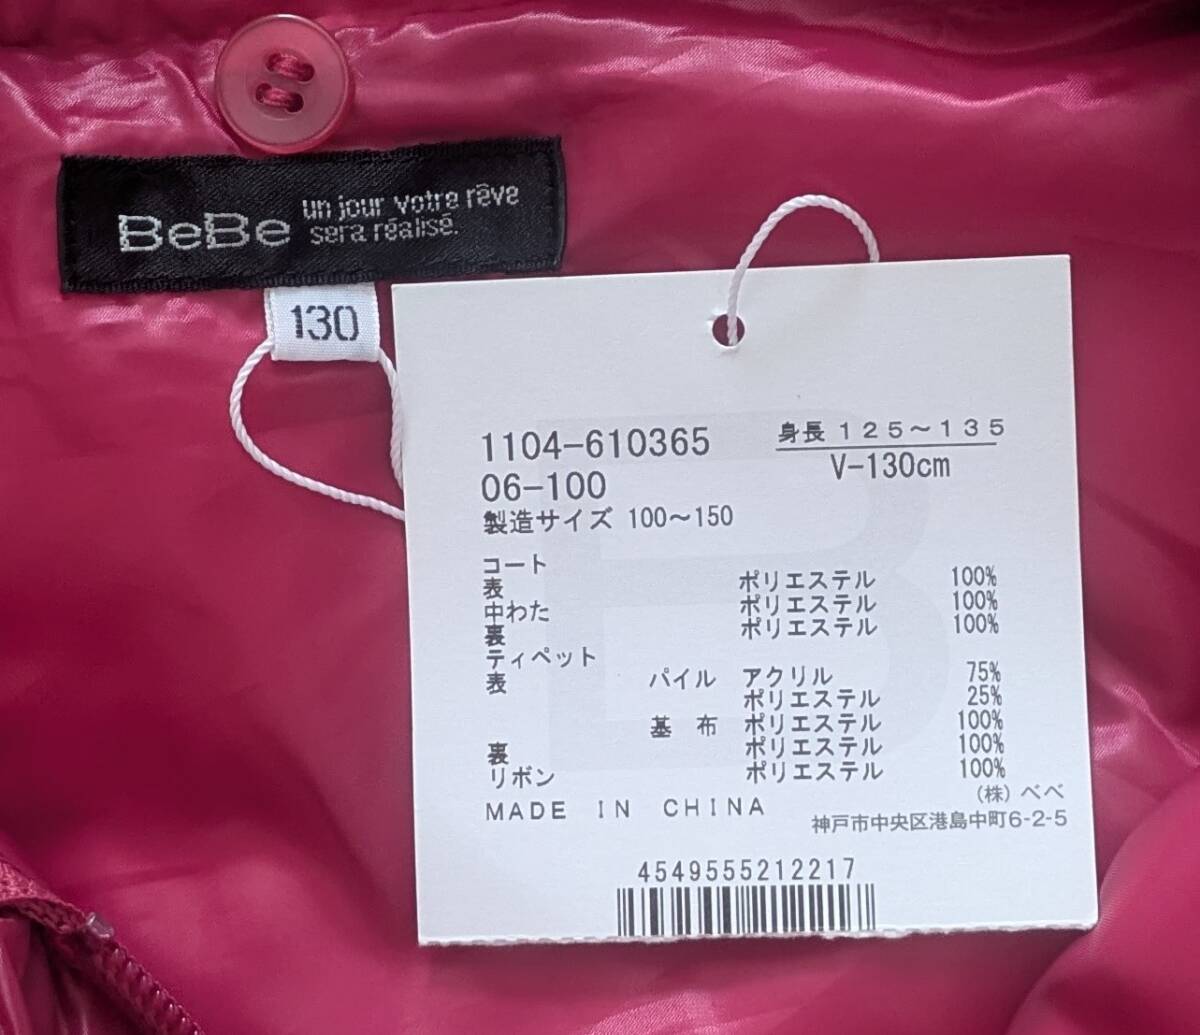 BeBe un jour votre rêve
sera réalisé.
130
1104-610365
06-100
製造サイズ 100～150
身長 125～135
V-130cm
コート
表 ポリエステル 100%
中わた ポリエステル 100%
裏 ポリエステル 100%
ティペット
表 パイル アクリル 75%
ポリエステル 25%
基 布 ポリエステル 100%
裏 ポリエステル 100%
リボン ポリエステル 100%
MADE IN CHINA
(株)べべ
神戸市中央区港島中町6-2-5
4549555212217